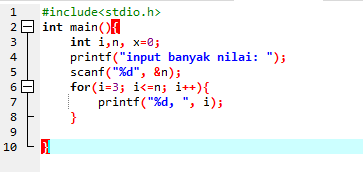 1 #include<stdio.h>
2 int main(){
3 int i,n, x=0;
4 printf("input banyak nilai: ");
5 scanf("%d", &n);
6 for(i=3; i<=n; i++){
7 printf("%d, ", i);
8 }
9
10 }